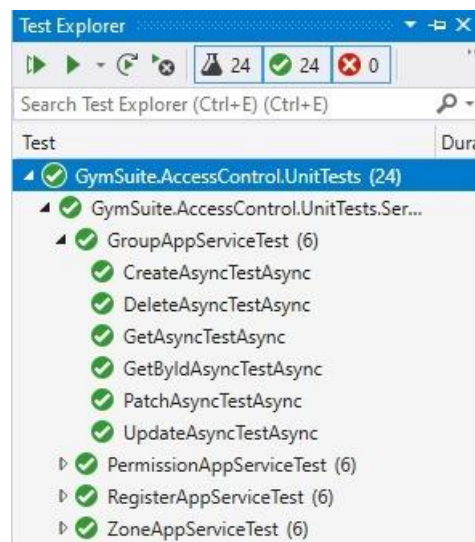 Test Explorer
24 24 0
Search Test Explorer (Ctrl+E) (Ctrl+E)
Test Dura
GymSuite.AccessControl.UnitTests (24)
GymSuite.AccessControl.UnitTests.Ser...
GroupAppServiceTest (6)
CreateAsyncTestAsync
DeleteAsyncTestAsync
GetAsyncTestAsync
GetByIdAsyncTestAsync
PatchAsyncTestAsync
UpdateAsyncTestAsync
PermissionAppServiceTest (6)
RegisterAppServiceTest (6)
ZoneAppServiceTest (6)